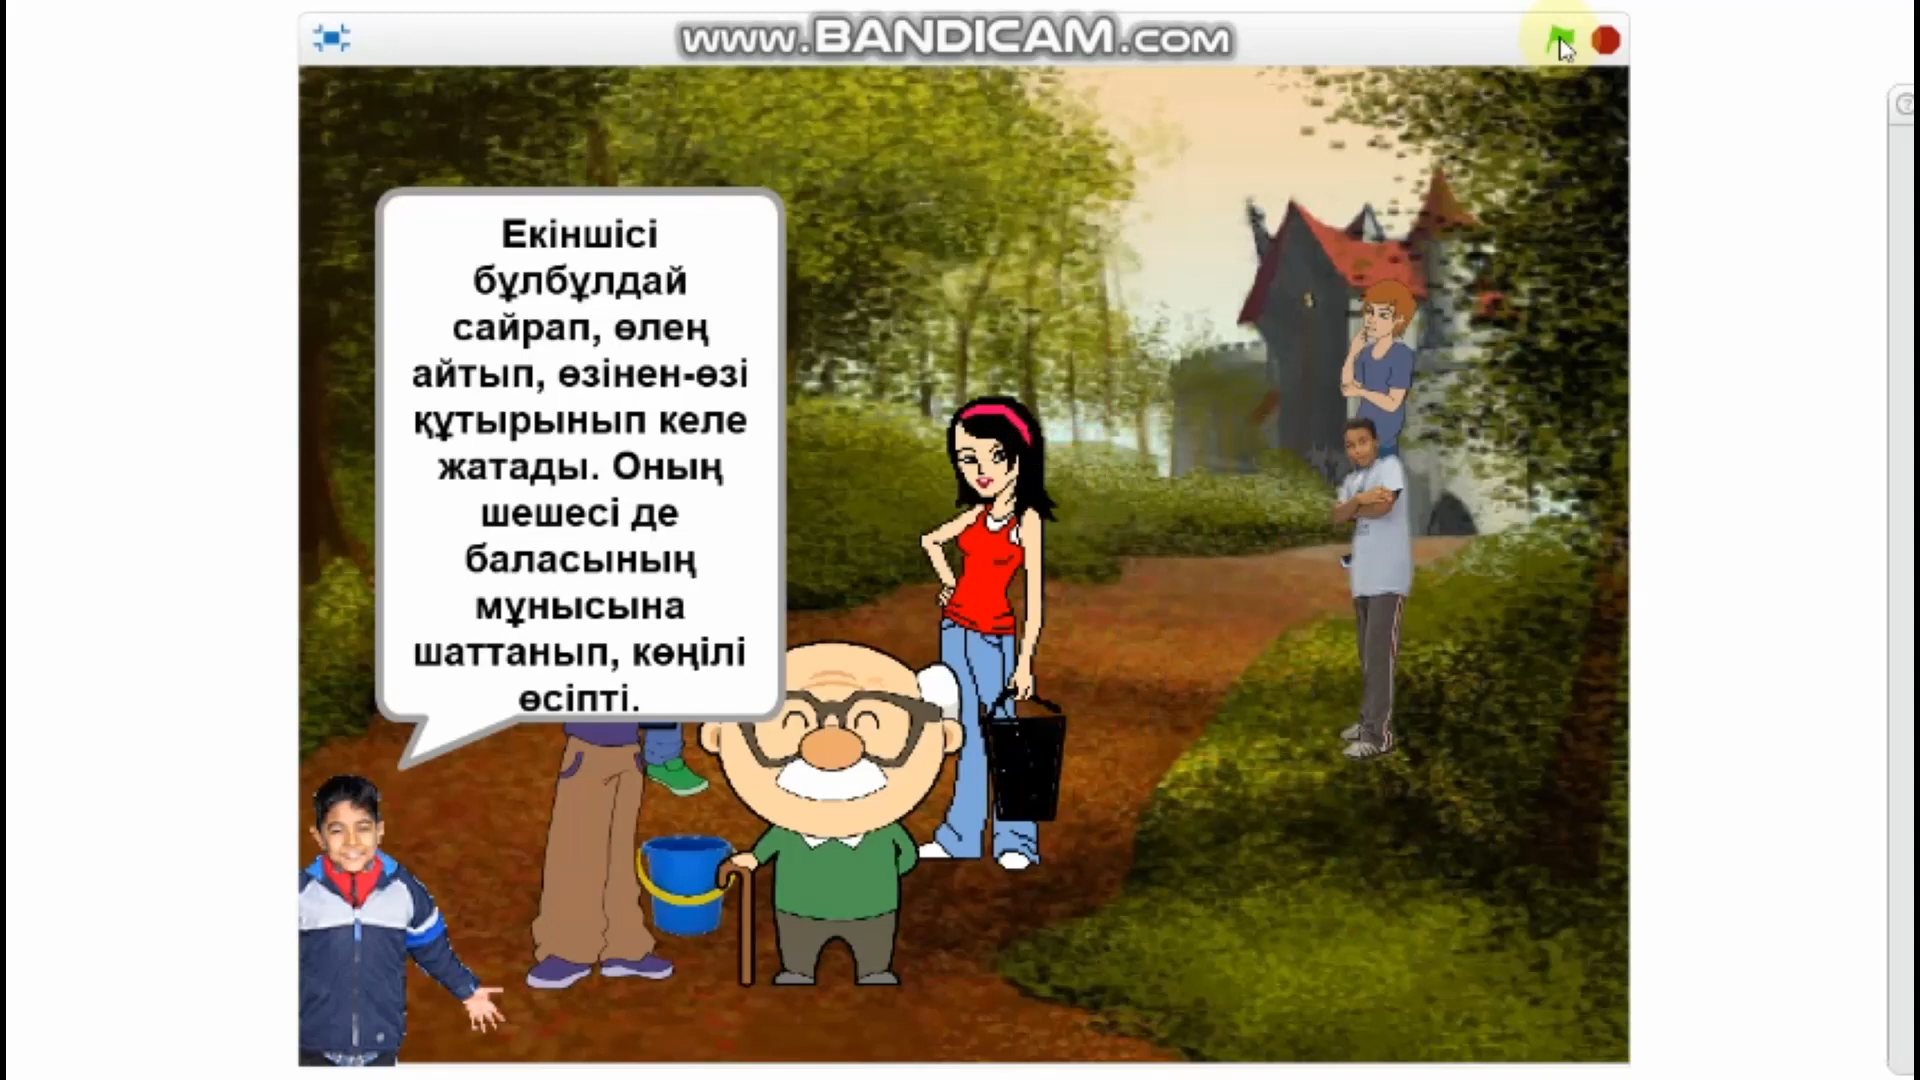 www.BANDICAM.com
Екіншісі
бұлбұлдай
сайрап, өлең
айтып, өзінен-өзі
құтырынып келе
жатады. Оның
шешесі де
баласының
мұнысына
шаттанып, көңілі
өсіпті.